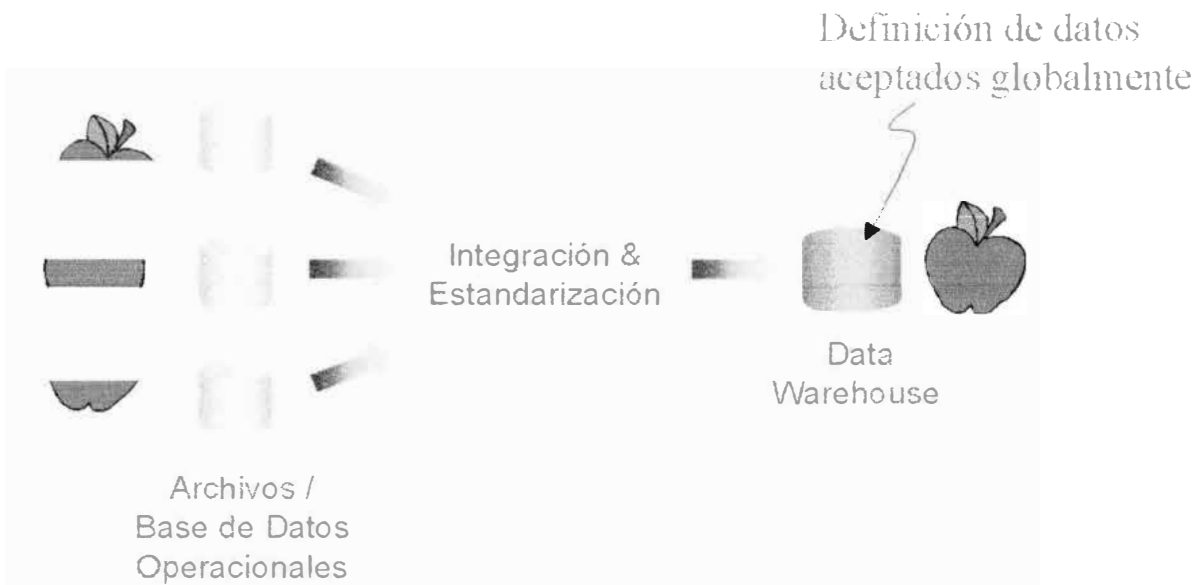 Definición de datos
aceptados globalmente
Integración &
Estandarización
Data
Warehouse
Archivos /
Base de Datos
Operacionales